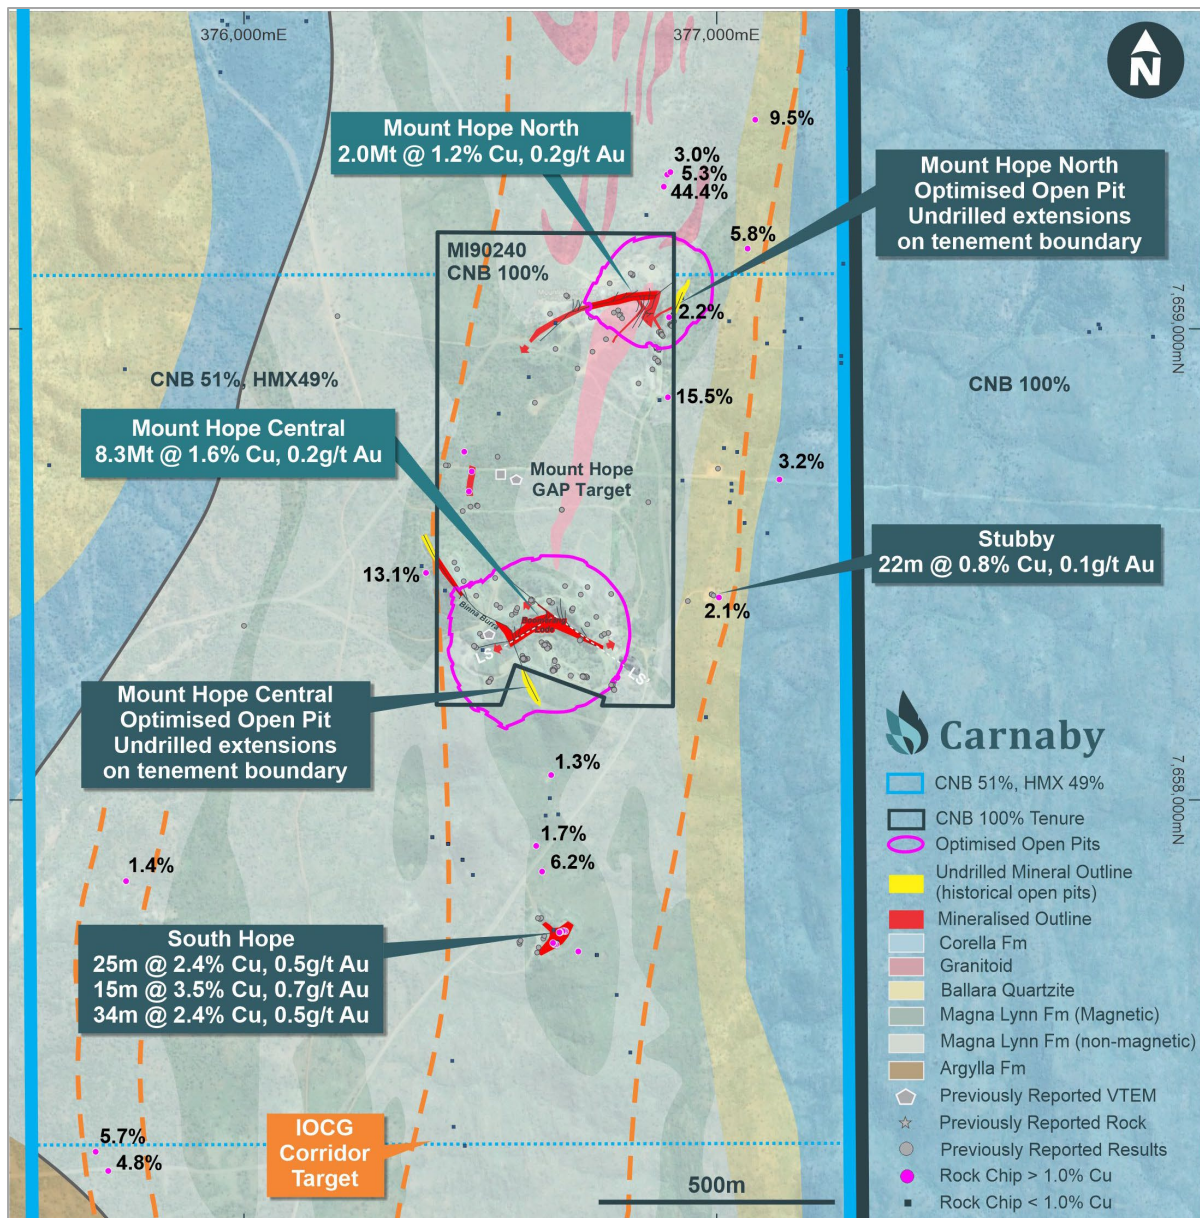 376,000mE
377,000mE
N
9.5%
Mount Hope North
2.0Mt @ 1.2% Cu, 0.2g/t Au
3.0%
5.3%
44.4%
Mount Hope North
Optimised Open Pit
Undrilled extensions
on tenement boundary
5.8%
MI90240
CNB 100%
2.2%
7,659,000mN
CNB 51%, HMX49%
CNB 100%
15.5%
Mount Hope Central
8.3Mt @ 1.6% Cu, 0.2g/t Au
Mount Hope
GAP Target
3.2%
Stubby
22m @ 0.8% Cu, 0.1g/t Au
13.1%
2.1%
Binna Burra
Boomerang
Lode
LS
LS'
Mount Hope Central
Optimised Open Pit
Undrilled extensions
on tenement boundary
Carnaby
1.3%
7,658,000mN
CNB 51%, HMX 49%
CNB 100% Tenure
1.7%
Optimised Open Pits
6.2%
1.4%
Undrilled Mineral Outline
(historical open pits)
Mineralised Outline
South Hope
25m @ 2.4% Cu, 0.5g/t Au
15m @ 3.5% Cu, 0.7g/t Au
34m @ 2.4% Cu, 0.5g/t Au
Corella Fm
Granitoid
Ballara Quartzite
Magna Lynn Fm (Magnetic)
Magna Lynn Fm (non-magnetic)
Argylla Fm
Previously Reported VTEM
Previously Reported Rock
Previously Reported Results
Rock Chip > 1.0% Cu
Rock Chip < 1.0% Cu
5.7%
4.8%
IOCG
Corridor
Target
500m